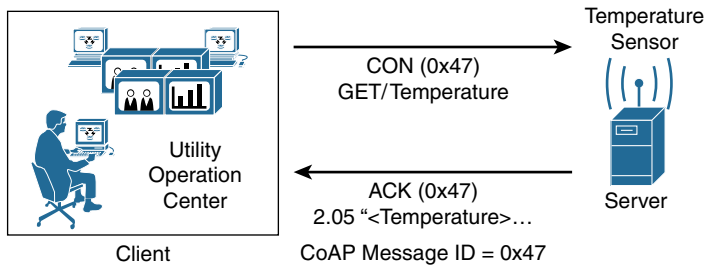 Temperature
Sensor
CON (0x47)
GET/Temperature
Utility
Operation
Center
ACK (0x47)
2.05 “<Temperature>…
Server
Client
CoAP Message ID = 0x47